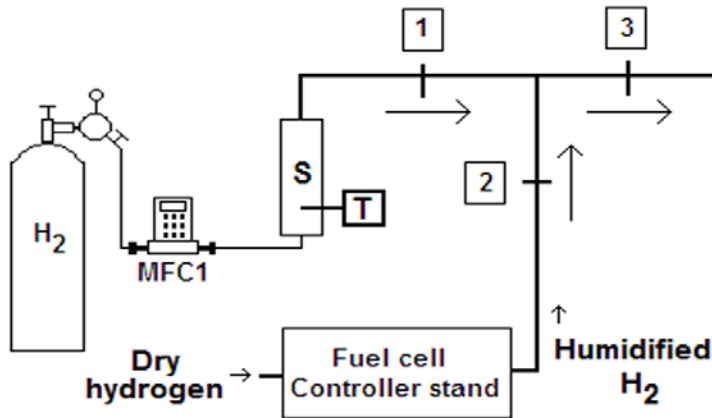 1
3
S
2
T
H2
MFC1
Dry
hydrogen
Fuel cell
Controller stand
Humidified
H2